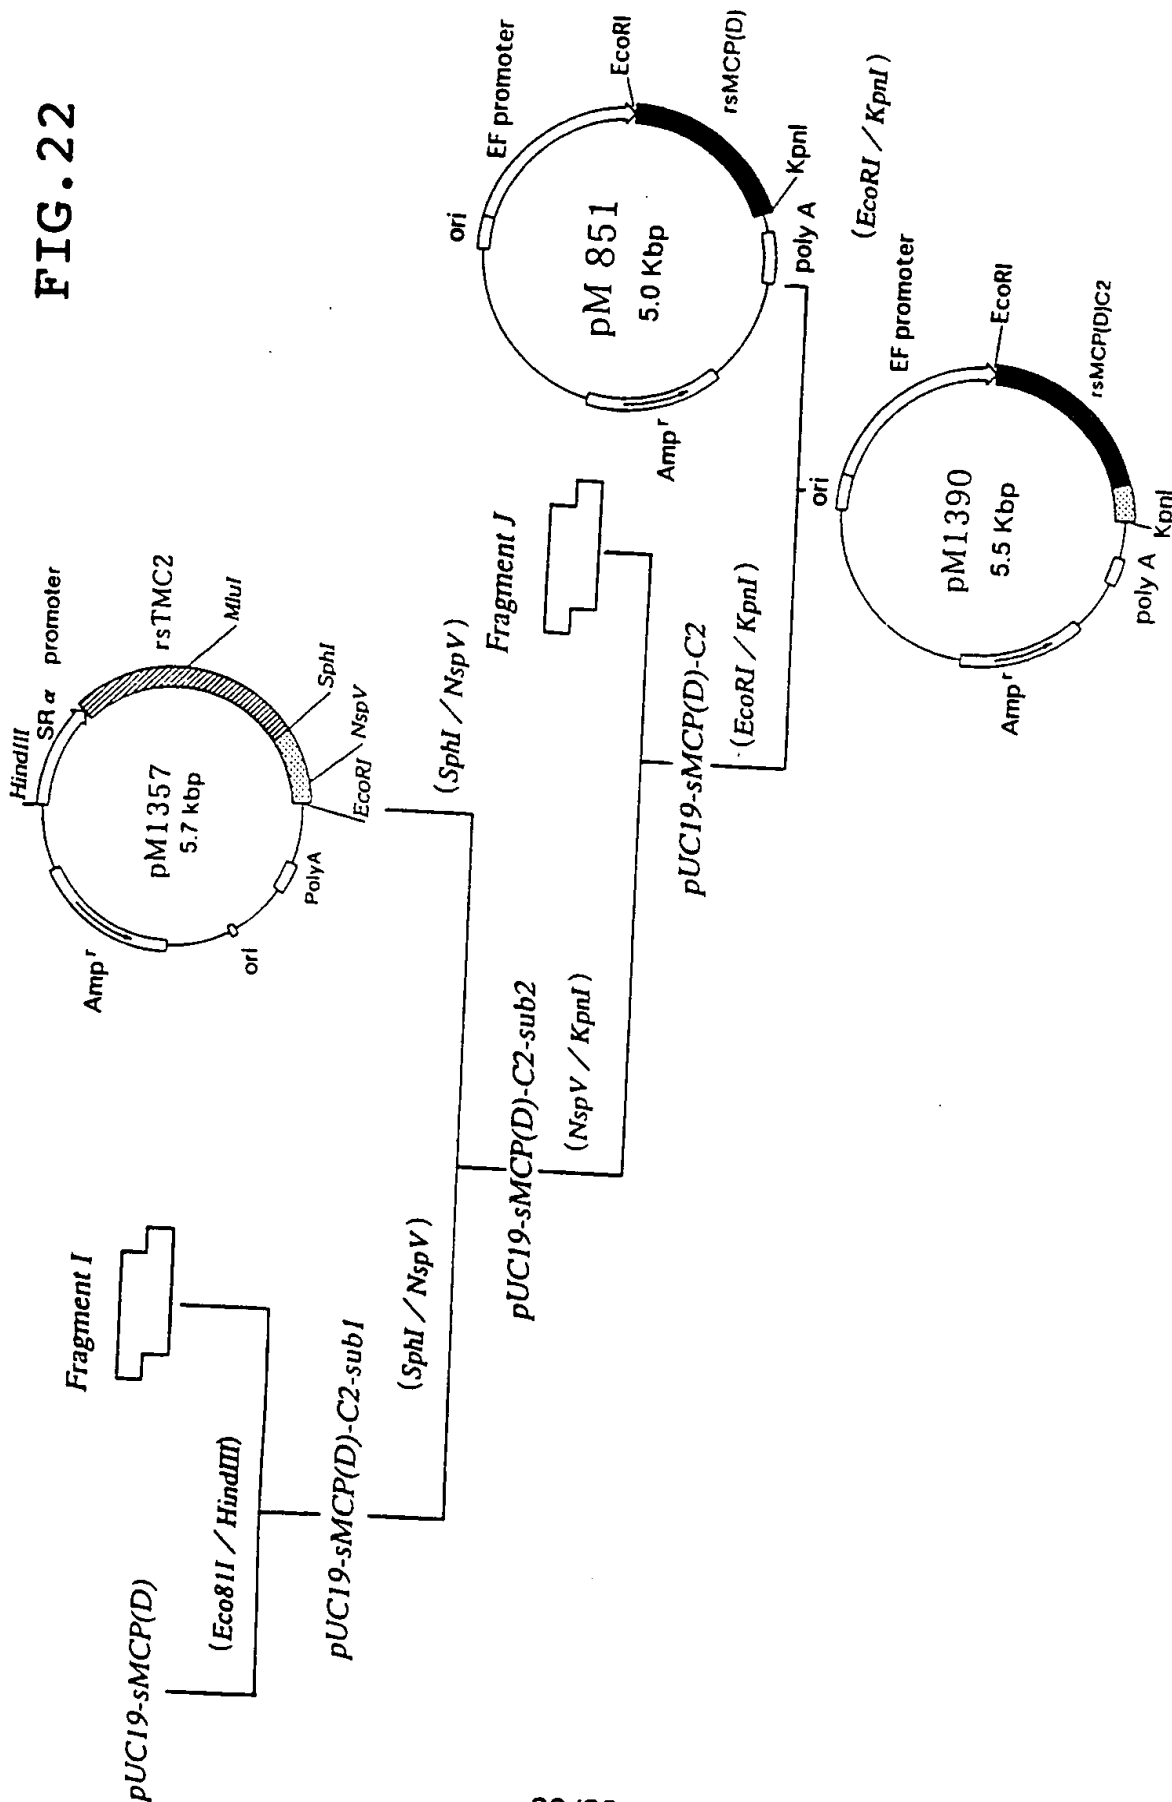 FIG.22
pUC19-sMCP(D)
Fragment I
(Eco81I / HindIII)
pUC19-sMCP(D)-C2-sub1
(SphI / NspV)
HindIII
SR α promoter
rsTMC2
MluI
SphI
NspV
EcoRI
PolyA
ori
Ampʳ
pM1357
5.7 kbp
(SphI / NspV)
pUC19-sMCP(D)-C2-sub2
(NspV / KpnI)
Fragment J
pUC19-sMCP(D)-C2
(EcoRI / KpnI)
ori
EF promoter
EcoRI
rsMCP(D)
KpnI
poly A
Ampʳ
pM 851
5.0 Kbp
(EcoRI / KpnI)
ori
EF promoter
EcoRI
rsMCP(D)C2
KpnI
poly A
Ampʳ
pM1390
5.5 Kbp